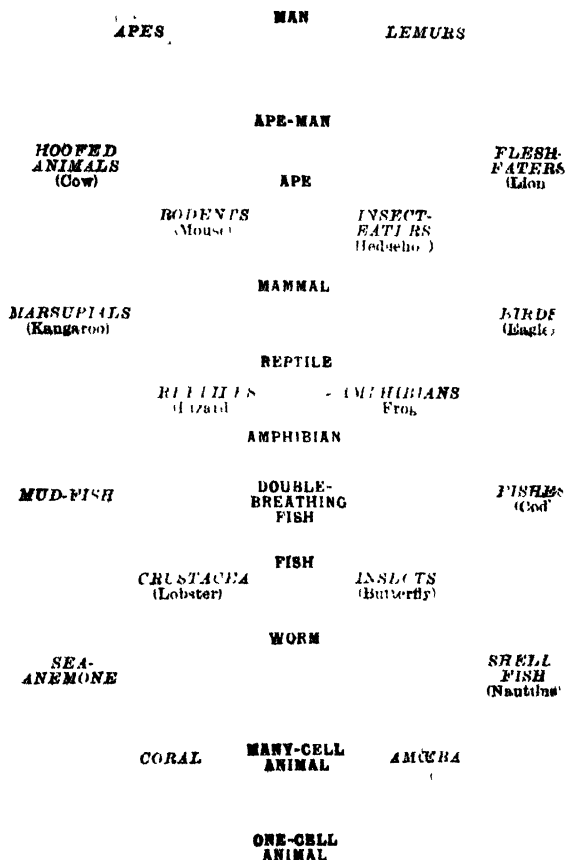 MAN
APES LEMURS
APE-MAN
HOOFED FLESH-
ANIMALS EATERS
(Cow) APE (Lion
RODENTS INSECT-
(Mouse) EATERS
MAMMAL
MARSUPIALS BIRDS
(Kangaroo) (Eagle)
REPTILE
REPTILES AMPHIBIANS
Lizard Frog
AMPHIBIAN
MUD-FISH DOUBLE- FISHES
BREATHING (Cod)
FISH
FISH
CRUSTACEA INSECTS
(Lobster) (Butterfly)
WORM
SEA- SHELL
ANEMONE FISH
(Nautilus)
CORAL MANY-CELL AMŒBA
ANIMAL
ONE-CELL
ANIMAL